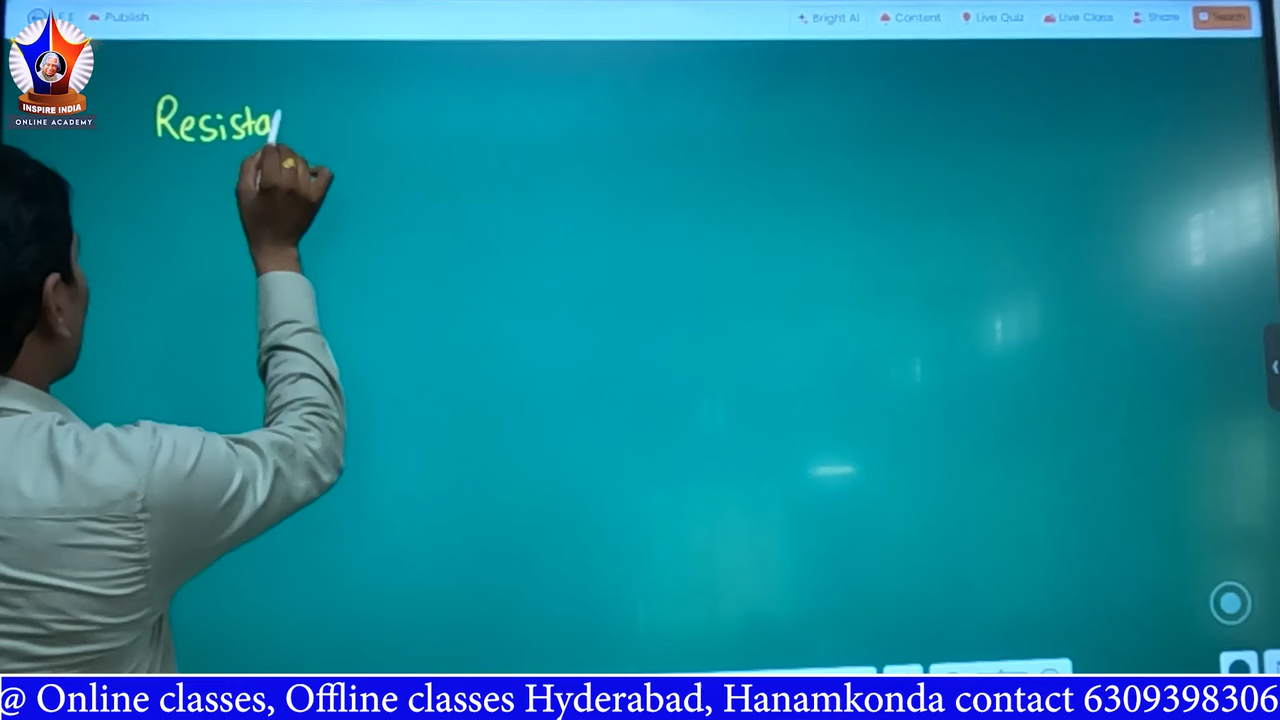 Publish
Bright AI
Content
Live Quiz
Live Class
Share
INSPIRE INDIA
ONLINE ACADEMY
Resista
@ Online classes, Offline classes Hyderabad, Hanamkonda contact 6309398306